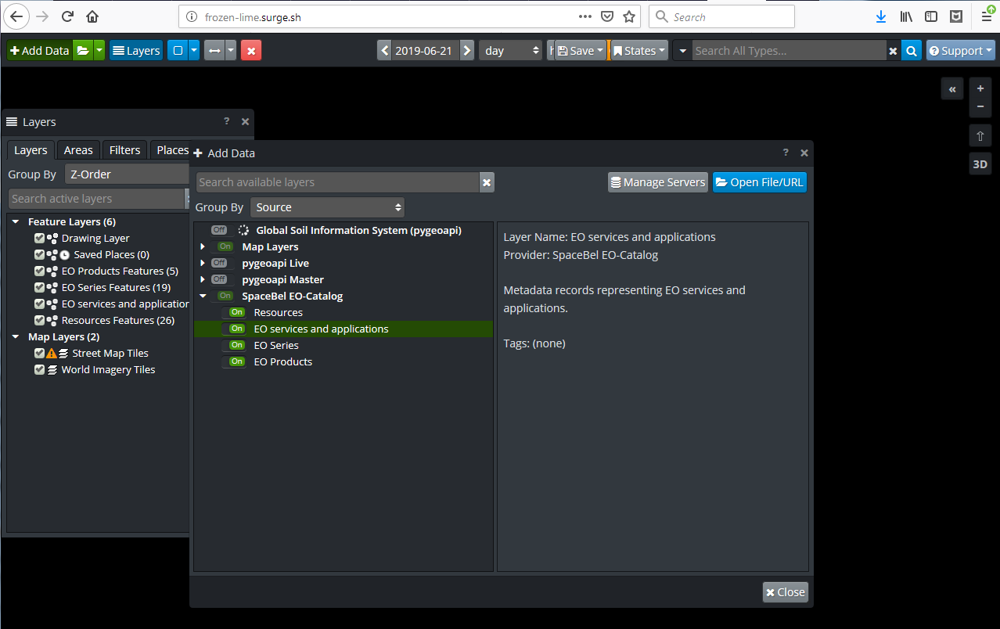 frozen-lime.surge.sh
Search
Add Data
Layers
2019-06-21
day
Save
States
Search All Types...
Support
«
+
−
3D
Layers
?
Layers Areas Filters Places
Group By Z-Order
Search active layers
Feature Layers (6)
Drawing Layer
Saved Places (0)
EO Products Features (5)
EO Series Features (19)
EO services and application
Resources Features (26)
Map Layers (2)
Street Map Tiles
World Imagery Tiles
Add Data
?
Search available layers
Manage Servers
Open File/URL
Group By Source
Off Global Soil Information System (pygeoapi)
On Map Layers
Off pygeoapi Live
Off pygeoapi Master
On SpaceBel EO-Catalog
On Resources
On EO services and applications
On EO Series
On EO Products
Layer Name: EO services and applications
Provider: SpaceBel EO-Catalog
Metadata records representing EO services and
applications.
Tags: (none)
Close